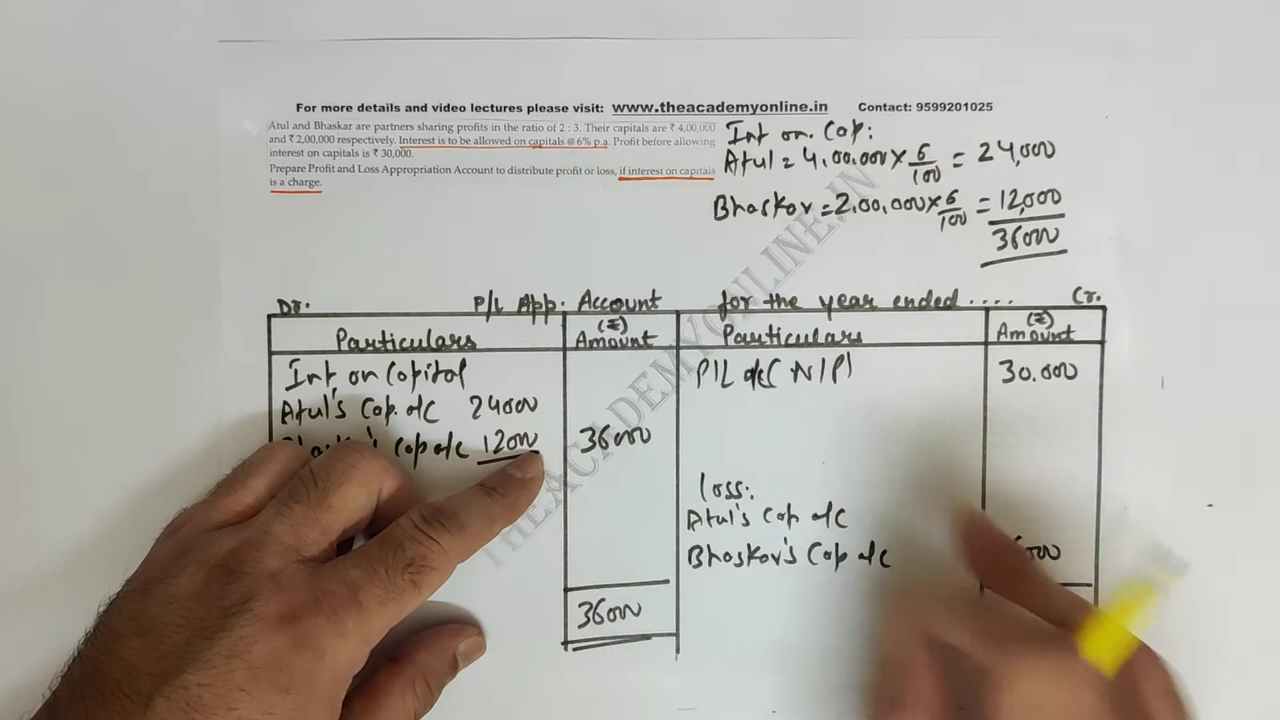 For more details and video lectures please visit: www.theacademyonline.in Contact: 9599201025
Atul and Bhaskar are partners sharing profits in the ratio of 2 : 3. Their capitals are ₹ 4,00,000
and ₹ 2,00,000 respectively. Interest is to be allowed on capitals @ 6% p.a. Profit before allowing
interest on capitals is ₹ 30,000.
Prepare Profit and Loss Appropriation Account to distribute profit or loss, if interest on capitals
is a charge.
Int on. Cap:
Atul = 4,00,000 × 6/100 = 24,000
Bhaskar = 2,00,000 × 6/100 = 12,000
36000
Dr. P/L App. Account for the year ended .... Cr.
Particulars (₹) Amount Particulars (₹) Amount
Int. on Capital P/L a/c (N/P) 30,000
Atul's Cap. a/c 24000
Cap a/c 12000 36000
Loss:
Atul's Cap a/c
Bhaskar's Cap a/c
36000
THEACADEMYONLINE.IN